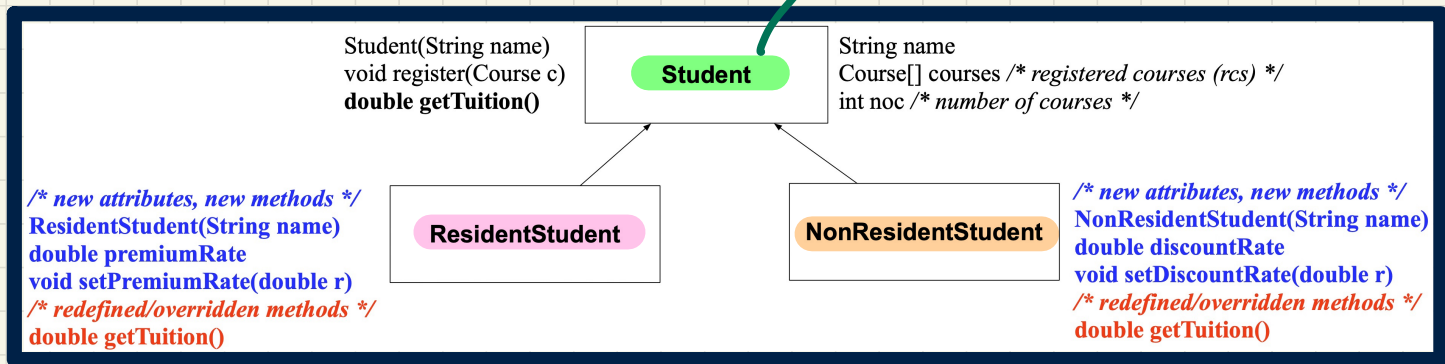 Student(String name)
void register(Course c)
double getTuition()
Student
String name
Course[] courses /* registered courses (rcs) */
int noc /* number of courses */
/* new attributes, new methods */
ResidentStudent(String name)
double premiumRate
void setPremiumRate(double r)
/* redefined/overridden methods */
double getTuition()
ResidentStudent
NonResidentStudent
/* new attributes, new methods */
NonResidentStudent(String name)
double discountRate
void setDiscountRate(double r)
/* redefined/overridden methods */
double getTuition()